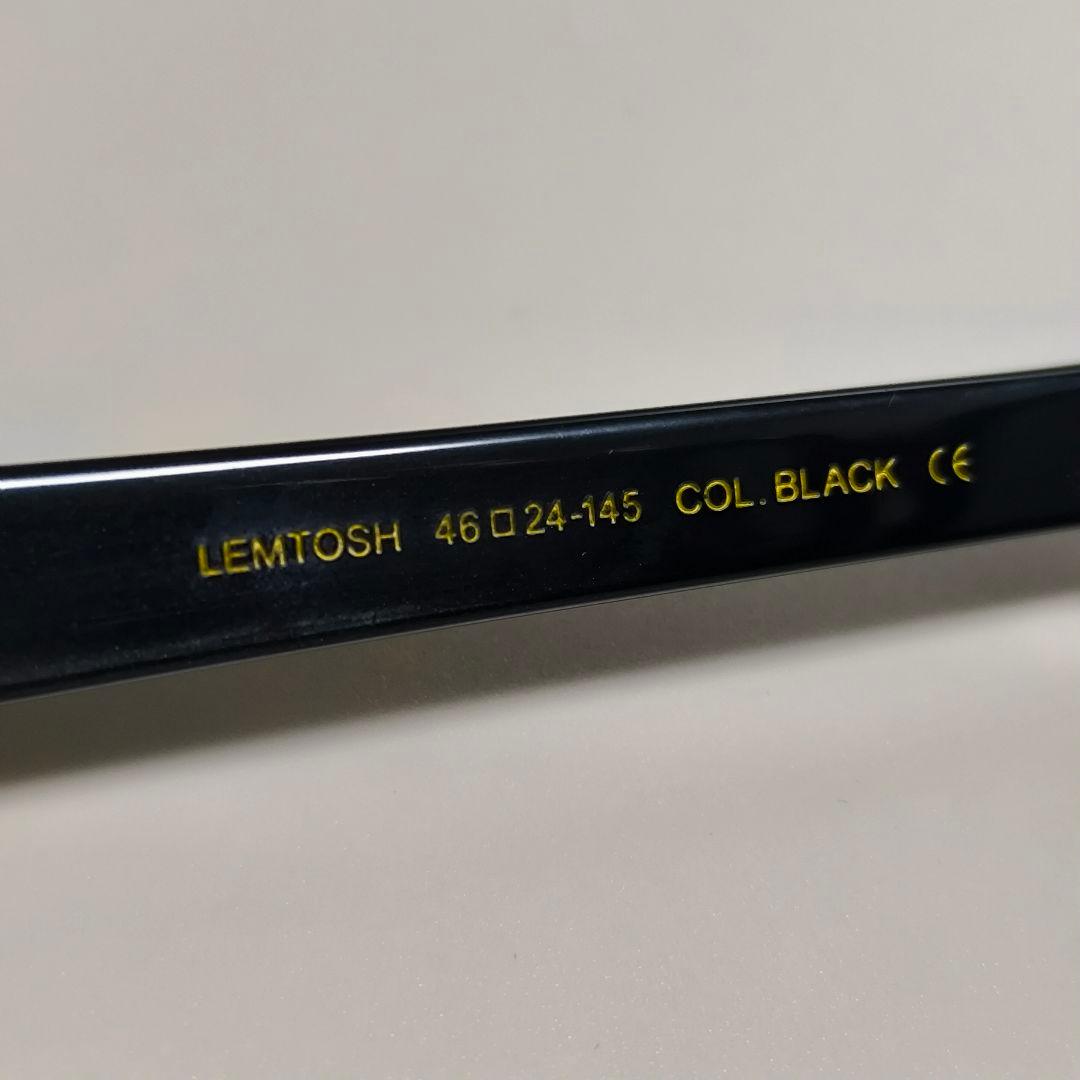 LEMTOSH 46□24-145 COL. BLACK CE